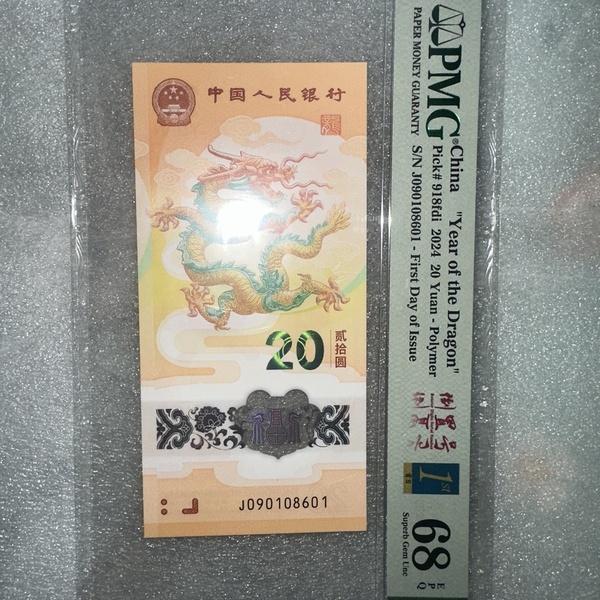 中国人民银行
20
贰拾圆
J090108601
PMG
PAPER MONEY GUARANTY
China "Year of the Dragon"
Pick# 918fdi 2024 20 Yuan - Polymer
S/N J090108601 - First Day of Issue
1ST
68
EPQ
Superb Gem Unc